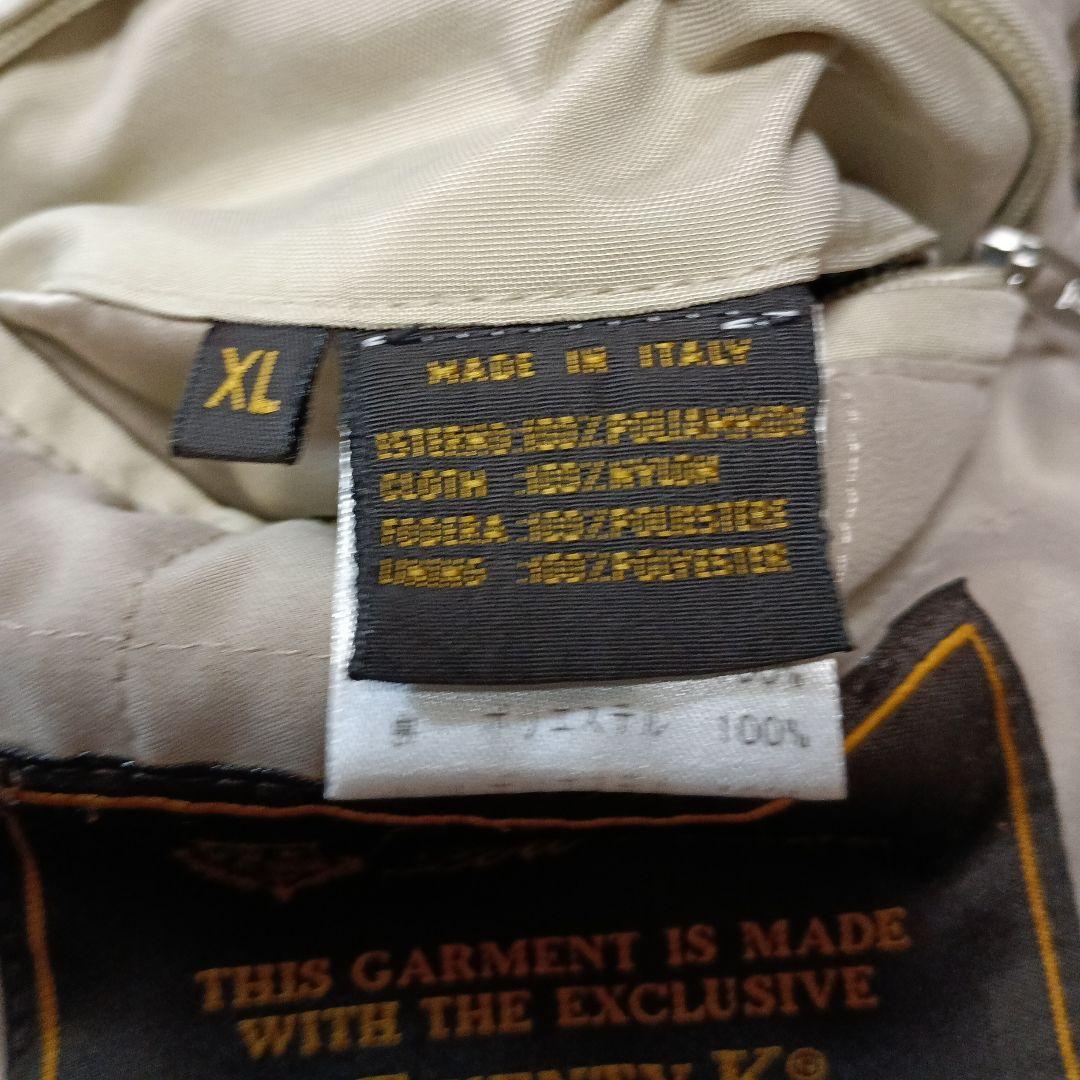 XL
MADE IN ITALY
ESTERNO:100%POLIAMMIDE
CLOTH :100%NYLON
FODERA :100%POLIESTERE
LINING :100%POLYESTER
ポリエステル 100%
THIS GARMENT IS MADE
WITH THE EXCLUSIVE